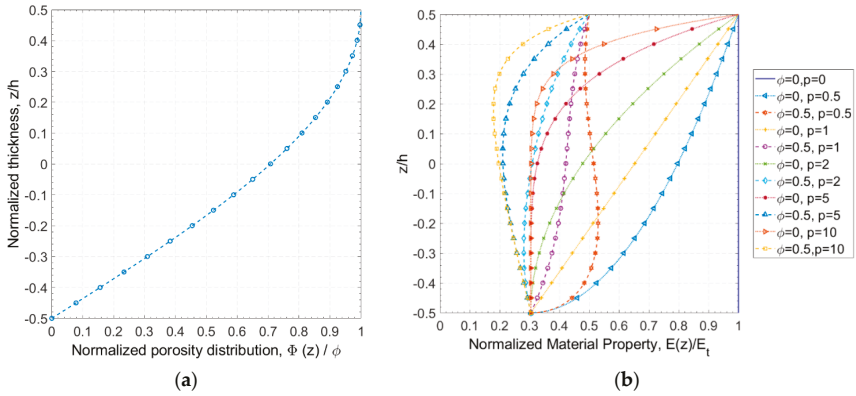 (a)
0.5
0.4
0.3
0.2
0.1
0
-0.1
-0.2
-0.3
-0.4
-0.5
Normalized thickness, z/h
0
0.1
0.2
0.3
0.4
0.5
0.6
0.7
0.8
0.9
1
Normalized porosity distribution, Φ (z) / ϕ
(a)
(b)
0.5
0.4
0.3
0.2
0.1
0
-0.1
-0.2
-0.3
-0.4
-0.5
z/h
0
0.1
0.2
0.3
0.4
0.5
0.6
0.7
0.8
0.9
1
Normalized Material Property, E(z)/Et
ϕ=0,p=0
ϕ=0, p=0.5
ϕ=0.5, p=0.5
ϕ=0, p=1
ϕ=0.5, p=1
ϕ=0, p=2
ϕ=0.5, p=2
ϕ=0, p=5
ϕ=0.5, p=5
ϕ=0, p=10
ϕ=0.5,p=10
(b)